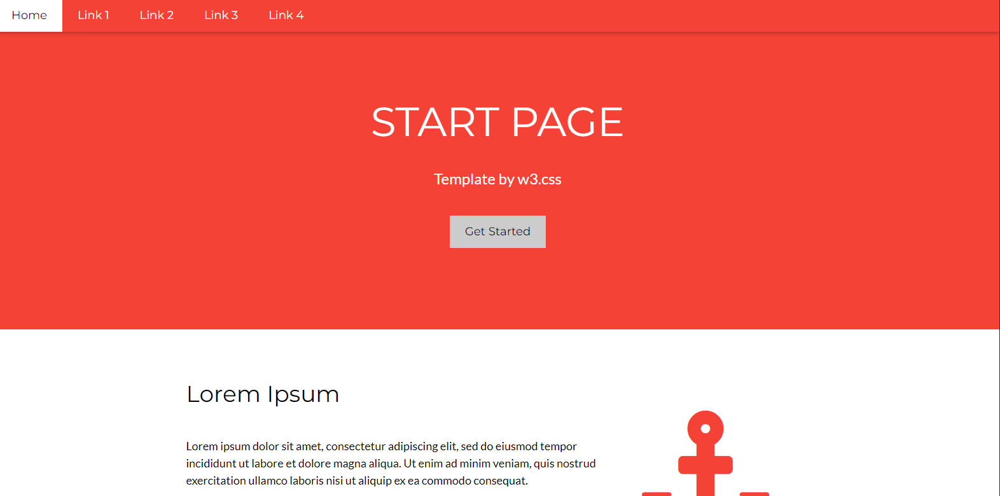 Home Link 1 Link 2 Link 3 Link 4
START PAGE
Template by w3.css
Get Started
Lorem Ipsum
Lorem ipsum dolor sit amet, consectetur adipiscing elit, sed do eiusmod tempor
incididunt ut labore et dolore magna aliqua. Ut enim ad minim veniam, quis nostrud
exercitation ullamco laboris nisi ut aliquip ex ea commodo consequat.